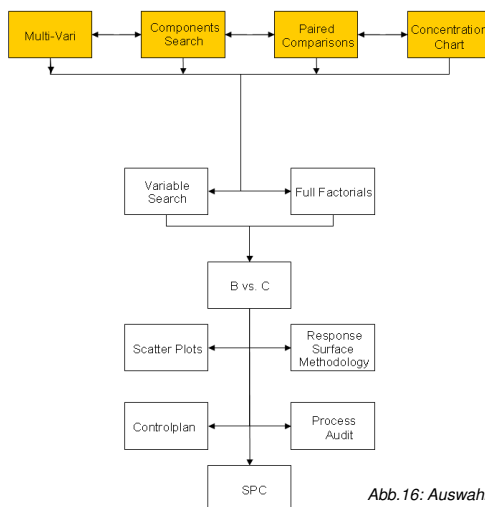 Multi-Vari
Components
Search
Paired
Comparisons
Concentration
Chart
Variable
Search
Full Factorials
B vs. C
Scatter Plots
Response
Surface
Methodology
Controlplan
Process
Audit
SPC
Abb.16: Auswah